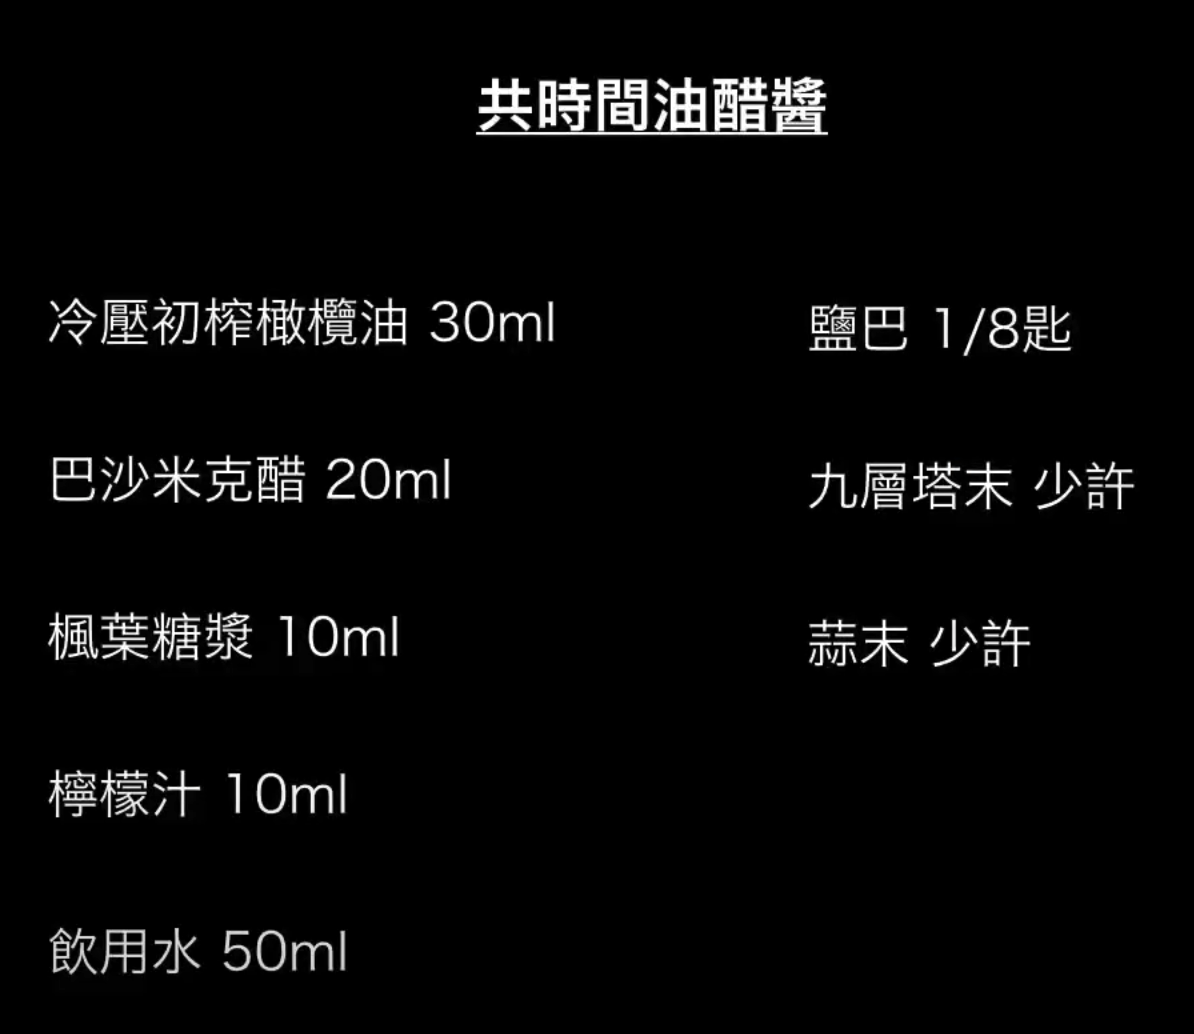 共時間油醋醬
冷壓初榨橄欖油 30ml
巴沙米克醋 20ml
楓葉糖漿 10ml
檸檬汁 10ml
飲用水 50ml
鹽巴 1/8匙
九層塔末 少許
蒜末 少許